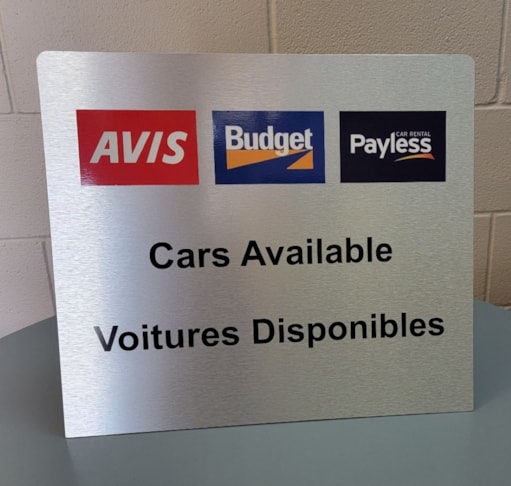 AVIS Budget Payless CAR RENTAL
Cars Available
Voitures Disponibles